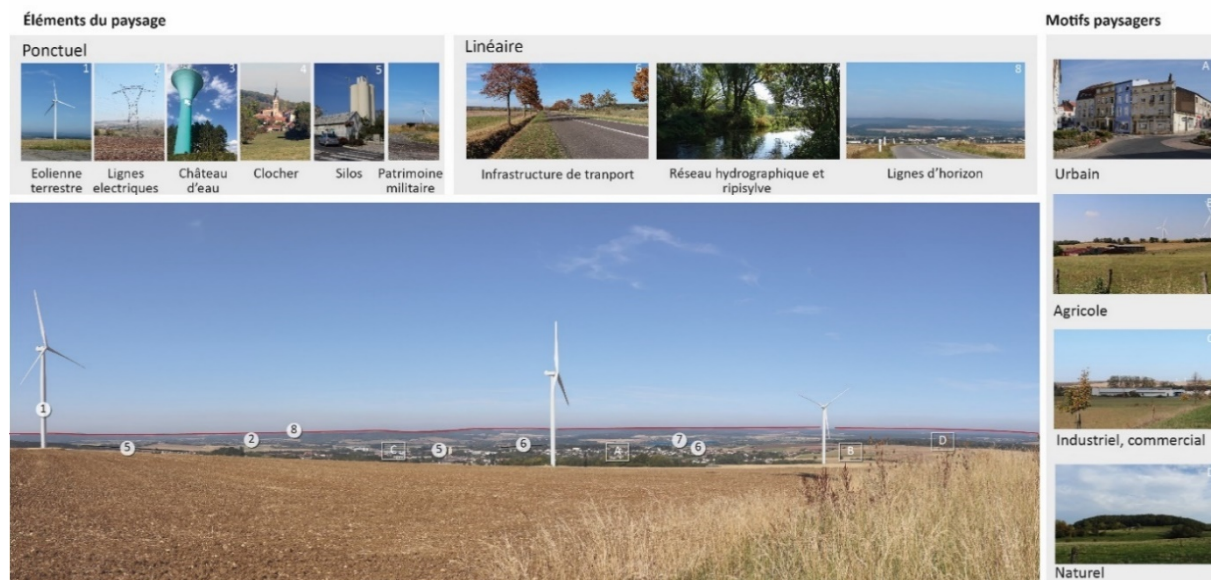 Éléments du paysage
Motifs paysagers
Ponctuel
Linéaire
1
2
3
4
5
6
8
A
Eolienne
terrestre
Lignes
electriques
Château
d'eau
Clocher
Silos
Patrimoine
militaire
Infrastructure de tranport
Réseau hydrographique et
ripisylve
Lignes d'horizon
Urbain
Agricole
Industriel, commercial
Naturel
1
5
2
8
C
5
6
A
7
6
B
D